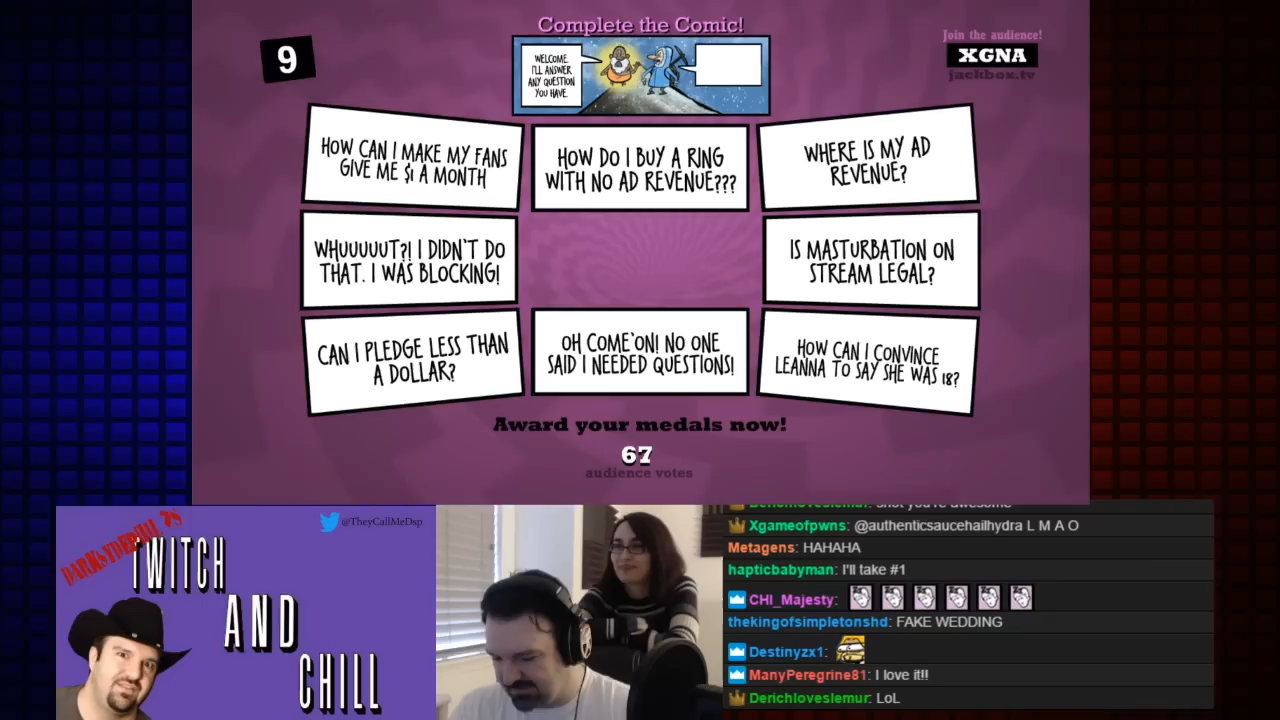 Complete the Comic!
9
WELCOME.
I'LL ANSWER
ANY QUESTION
YOU HAVE.
Join the audience!
XGNA
jackbox.tv
HOW CAN I MAKE MY FANS
GIVE ME $1 A MONTH
HOW DO I BUY A RING
WITH NO AD REVENUE???
WHERE IS MY AD
REVENUE?
WHUUUUUT?! I DIDN'T DO
THAT. I WAS BLOCKING!
IS MASTURBATION ON
STREAM LEGAL?
CAN I PLEDGE LESS THAN
A DOLLAR?
OH COME'ON! NO ONE
SAID I NEEDED QUESTIONS!
HOW CAN I CONVINCE
LEANNA TO SAY SHE WAS 18?
Award your medals now!
67
audience votes
DARKSYDEPHIL'S
TWITCH
AND
CHILL
@TheyCallMeDsp
Derichloveslemur: shot you're awesome
Xgameofpwns: @authenticsaucehailhydra L M A O
Metagens: HAHAHA
hapticbabyman: I'll take #1
CHI_Majesty:
thekingofsimpletonshd: FAKE WEDDING
Destinyzx1:
ManyPeregrine81: I love it!!
Derichloveslemur: LoL